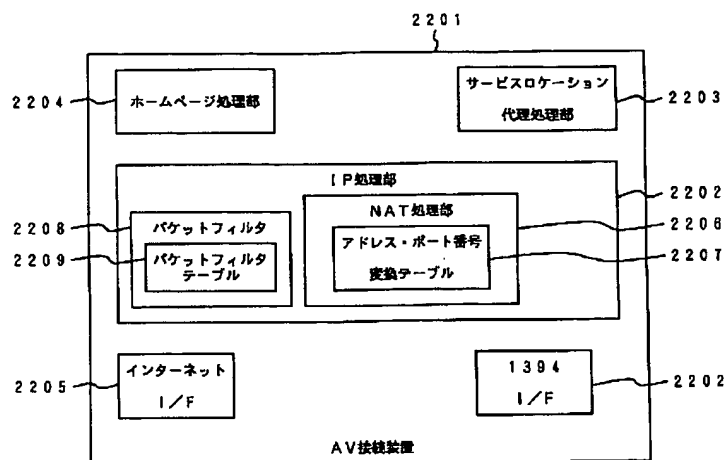 2201
2204
ホームページ処理部
サービスロケーション
代理処理部
2203
IP処理部
2202
NAT処理部
2208
パケットフィルタ
2206
2209
パケットフィルタ
テーブル
アドレス・ポート番号
変換テーブル
2207
2205
インターネット
I/F
1394
I/F
2202
AV接続装置